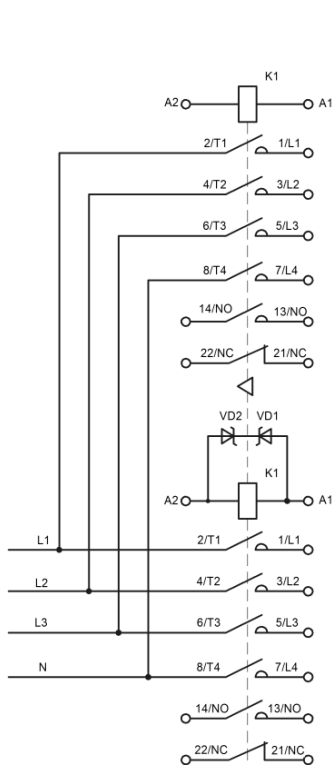 K1
A2 A1
2/T1 1/L1
4/T2 3/L2
6/T3 5/L3
8/T4 7/L4
14/NO 13/NO
22/NC 21/NC
VD2 VD1
K1
A2 A1
L1 2/T1 1/L1
L2 4/T2 3/L2
L3 6/T3 5/L3
N 8/T4 7/L4
14/NO 13/NO
22/NC 21/NC